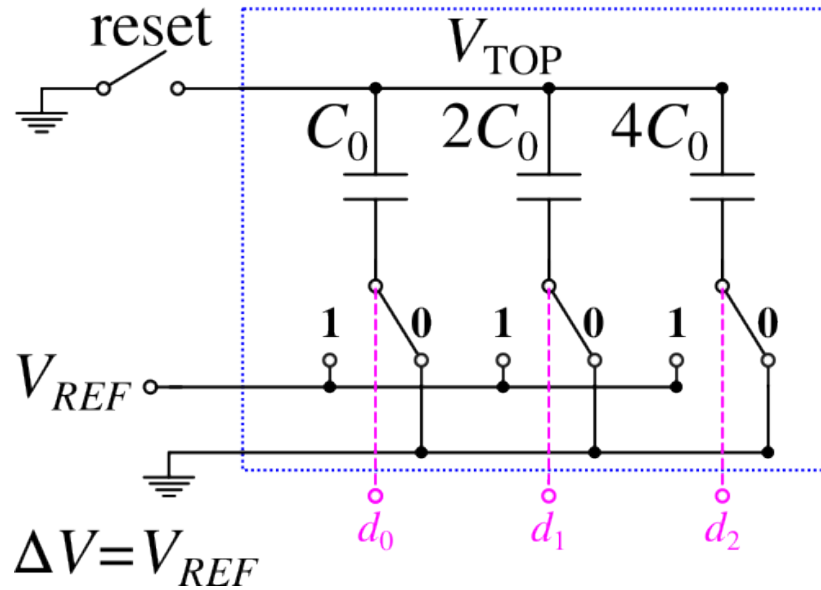 reset
V_TOP
C_0 2C_0 4C_0
1 0 1 0 1 0
V_REF
d_0 d_1 d_2
ΔV=V_REF